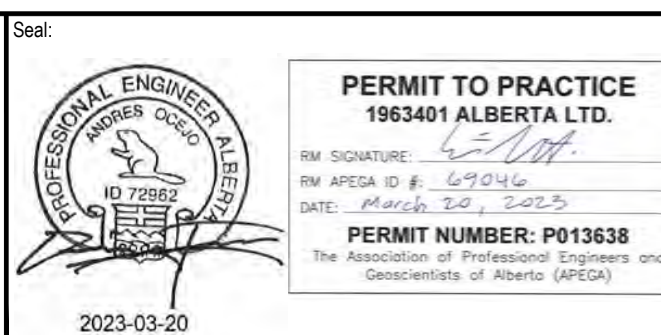 Seal:
PROFESSIONAL ENGINEER ALBERTA
ANDRES OCEJO
ID 72962
2023-03-20
PERMIT TO PRACTICE
1963401 ALBERTA LTD.
RM SIGNATURE:
RM APEGA ID #: 69046
DATE: March 20, 2023
PERMIT NUMBER: P013638
The Association of Professional Engineers and
Geoscientists of Alberta (APEGA)